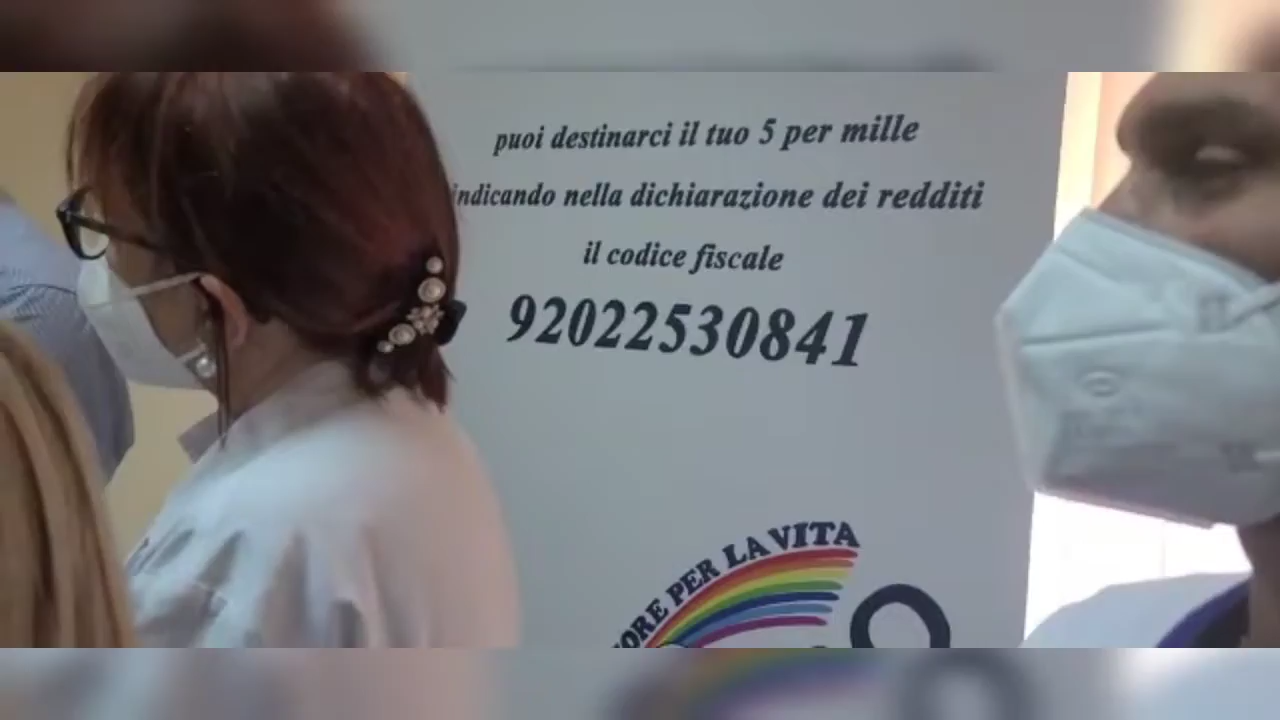 puoi destinarci il tuo 5 per mille
indicando nella dichiarazione dei redditi
il codice fiscale
92022530841
PER LA VITA